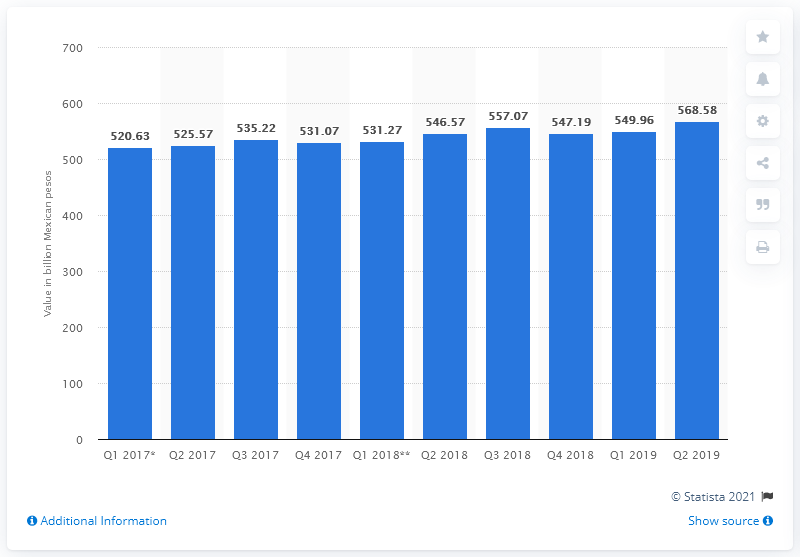 700
600
500
400
300
200
100
0
Value in billion Mexican pesos
520.63
525.57
535.22
531.07
531.27
546.57
557.07
547.19
549.96
568.58
Q1 2017*
Q2 2017
Q3 2017
Q4 2017
Q1 2018**
Q2 2018
Q3 2018
Q4 2018
Q1 2019
Q2 2019
© Statista 2021
Additional Information
Show source